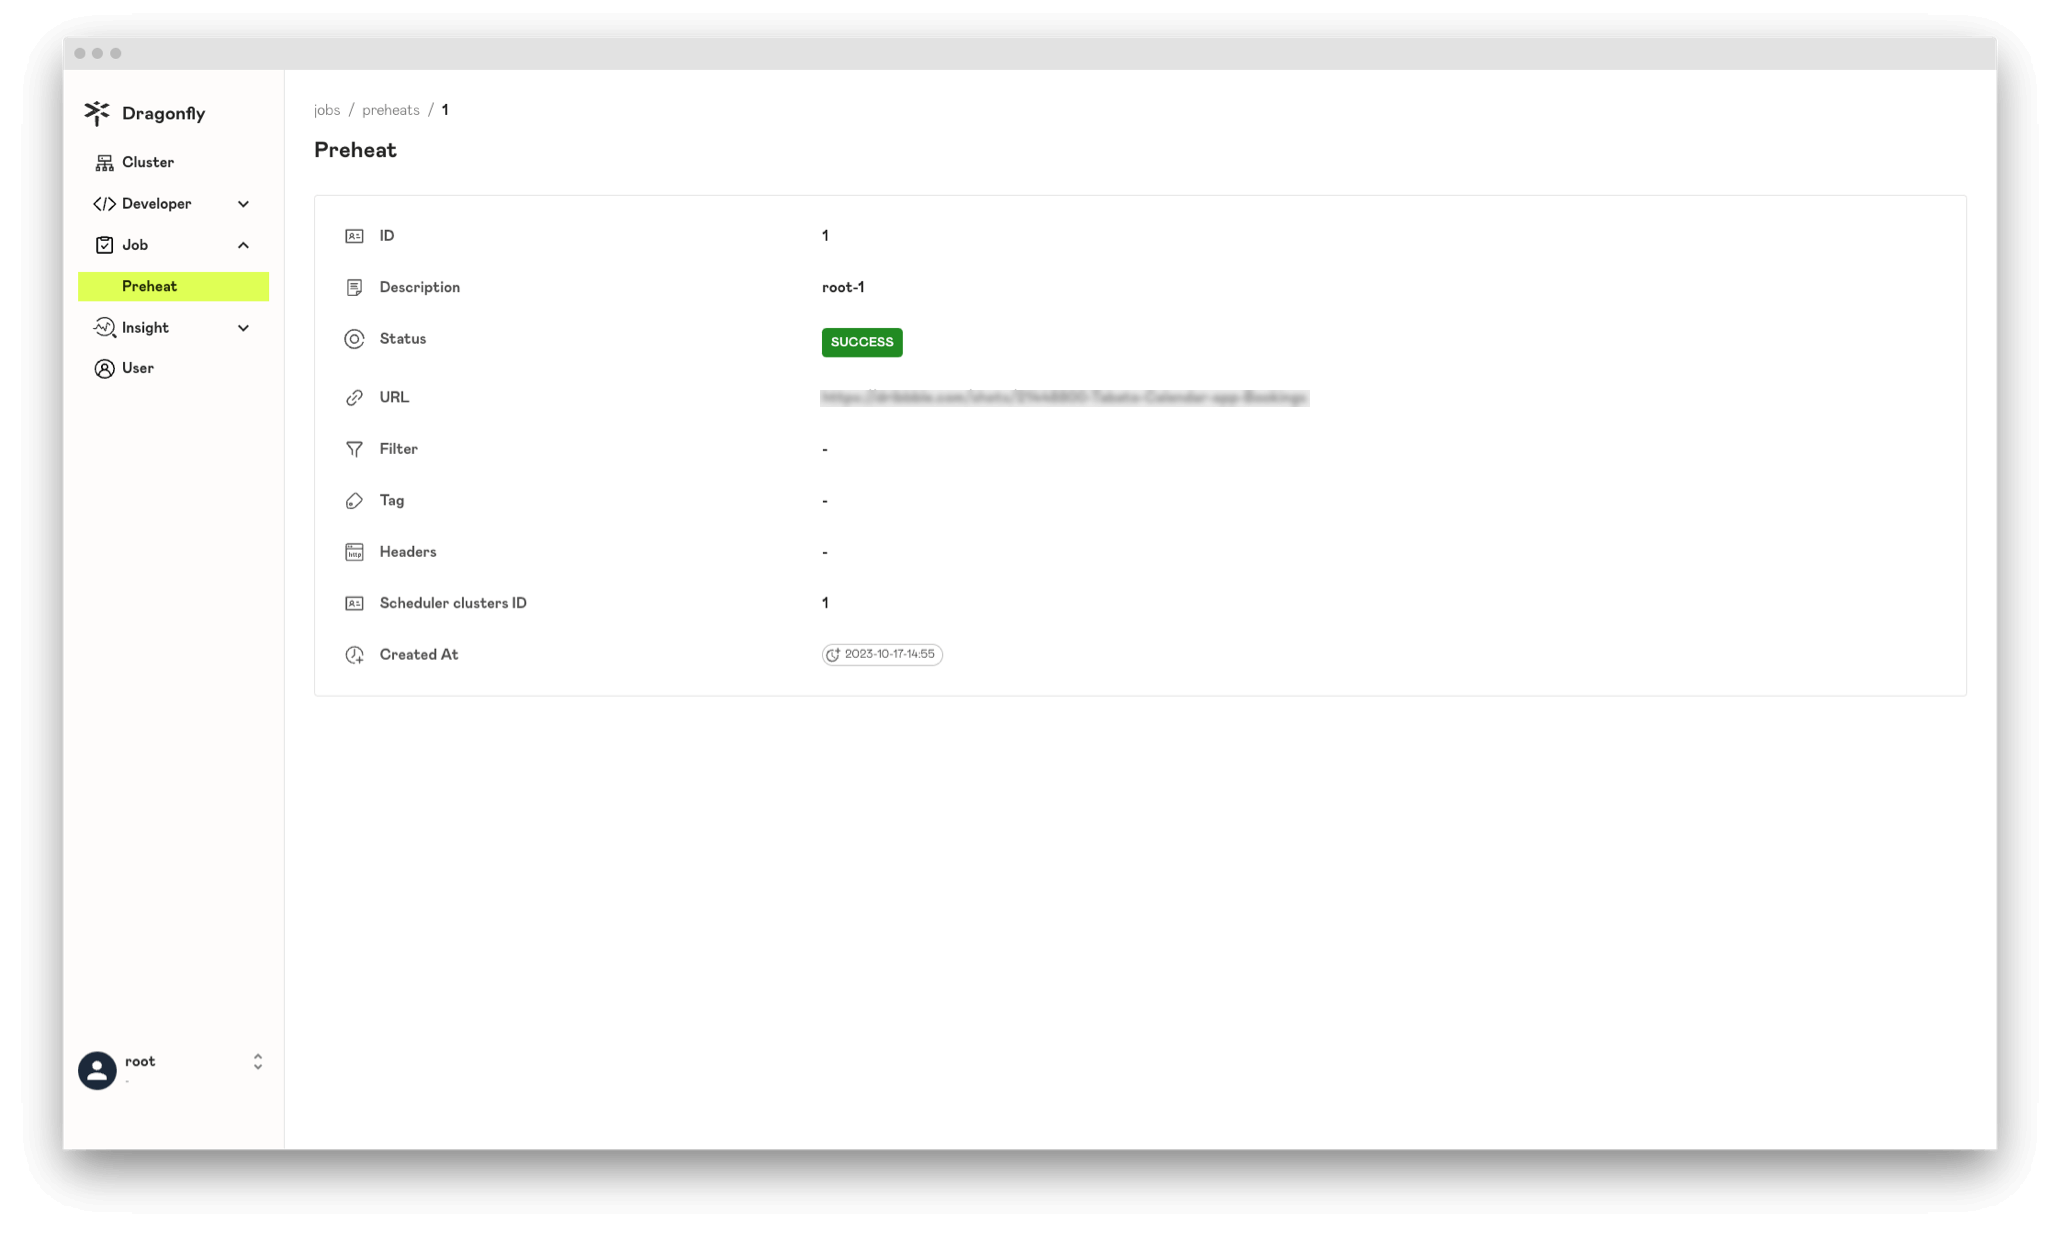 Dragonfly
Cluster
Developer
Job
Preheat
Insight
User
root
-
jobs / preheats / 1
Preheat
ID 1
Description root-1
Status SUCCESS
URL
Filter -
Tag -
Headers -
Scheduler clusters ID 1
Created At 2023-10-17-14:55